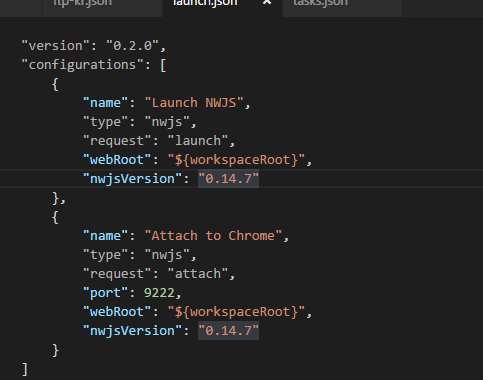 ftp-kr.json launch.json × tasks.json
"version": "0.2.0",
"configurations": [
{
"name": "Launch NWJS",
"type": "nwjs",
"request": "launch",
"webRoot": "${workspaceRoot}",
"nwjsVersion": "0.14.7"
},
{
"name": "Attach to Chrome",
"type": "nwjs",
"request": "attach",
"port": 9222,
"webRoot": "${workspaceRoot}",
"nwjsVersion": "0.14.7"
}
]